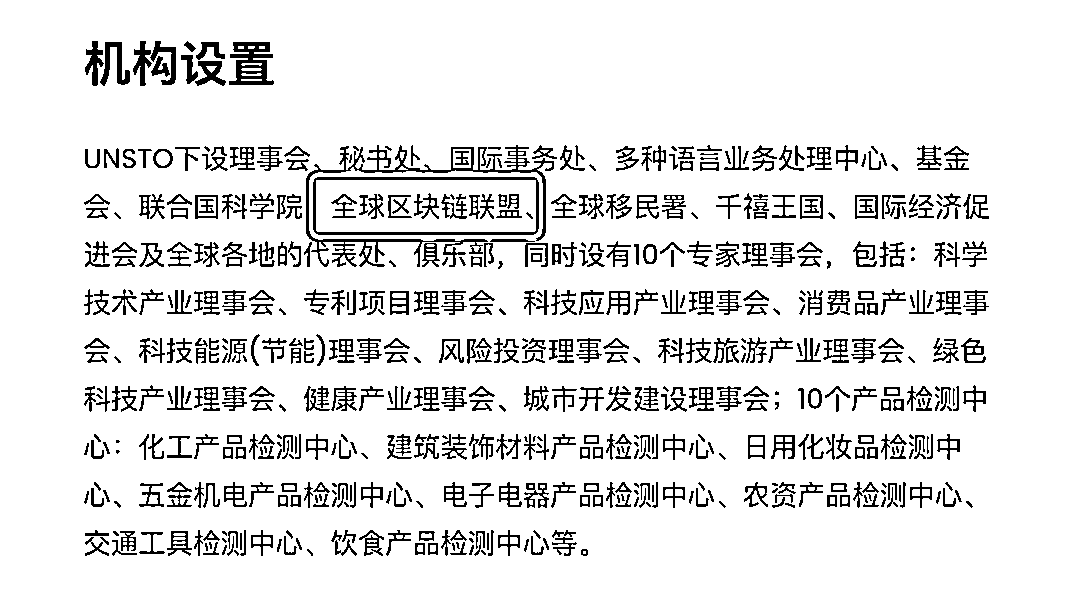 机构设置
UNSTO下设理事会、秘书处、国际事务处、多种语言业务处理中心、基金
会、联合国科学院 全球区块链联盟、全球移民署、千禧王国、国际经济促
进会及全球各地的代表处、俱乐部，同时设有10个专家理事会，包括：科学
技术产业理事会、专利项目理事会、科技应用产业理事会、消费品产业理事
会、科技能源(节能)理事会、风险投资理事会、科技旅游产业理事会、绿色
科技产业理事会、健康产业理事会、城市开发建设理事会；10个产品检测中
心：化工产品检测中心、建筑装饰材料产品检测中心、日用化妆品检测中
心、五金机电产品检测中心、电子电器产品检测中心、农资产品检测中心、
交通工具检测中心、饮食产品检测中心等。